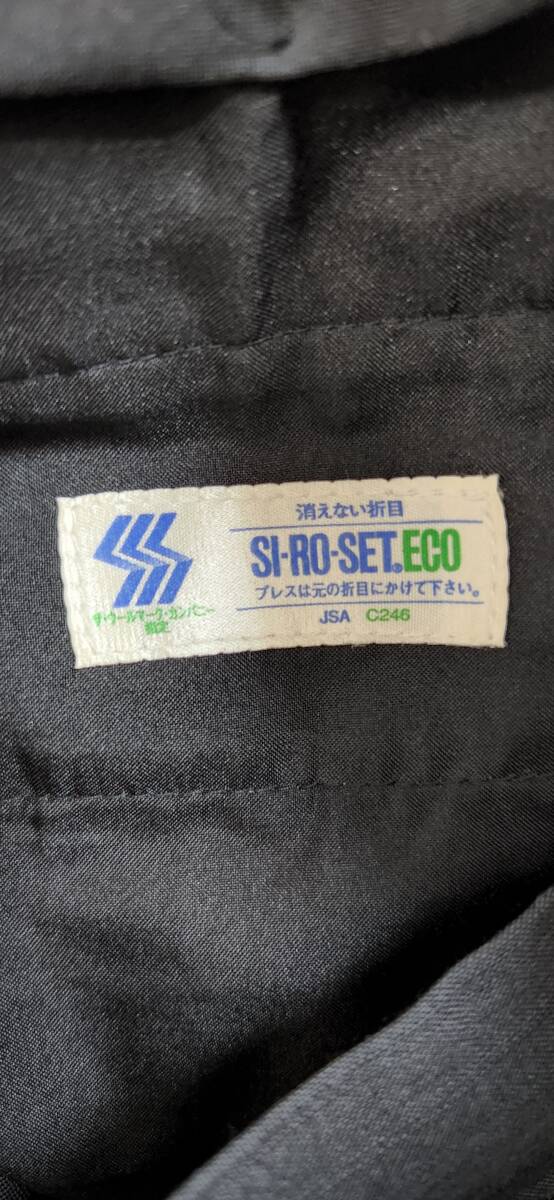 消えない折目
SI-RO-SET.ECO
プレスは元の折目にかけて下さい。
JSA C246
ザ・ウールマーク・カンパニー
認定